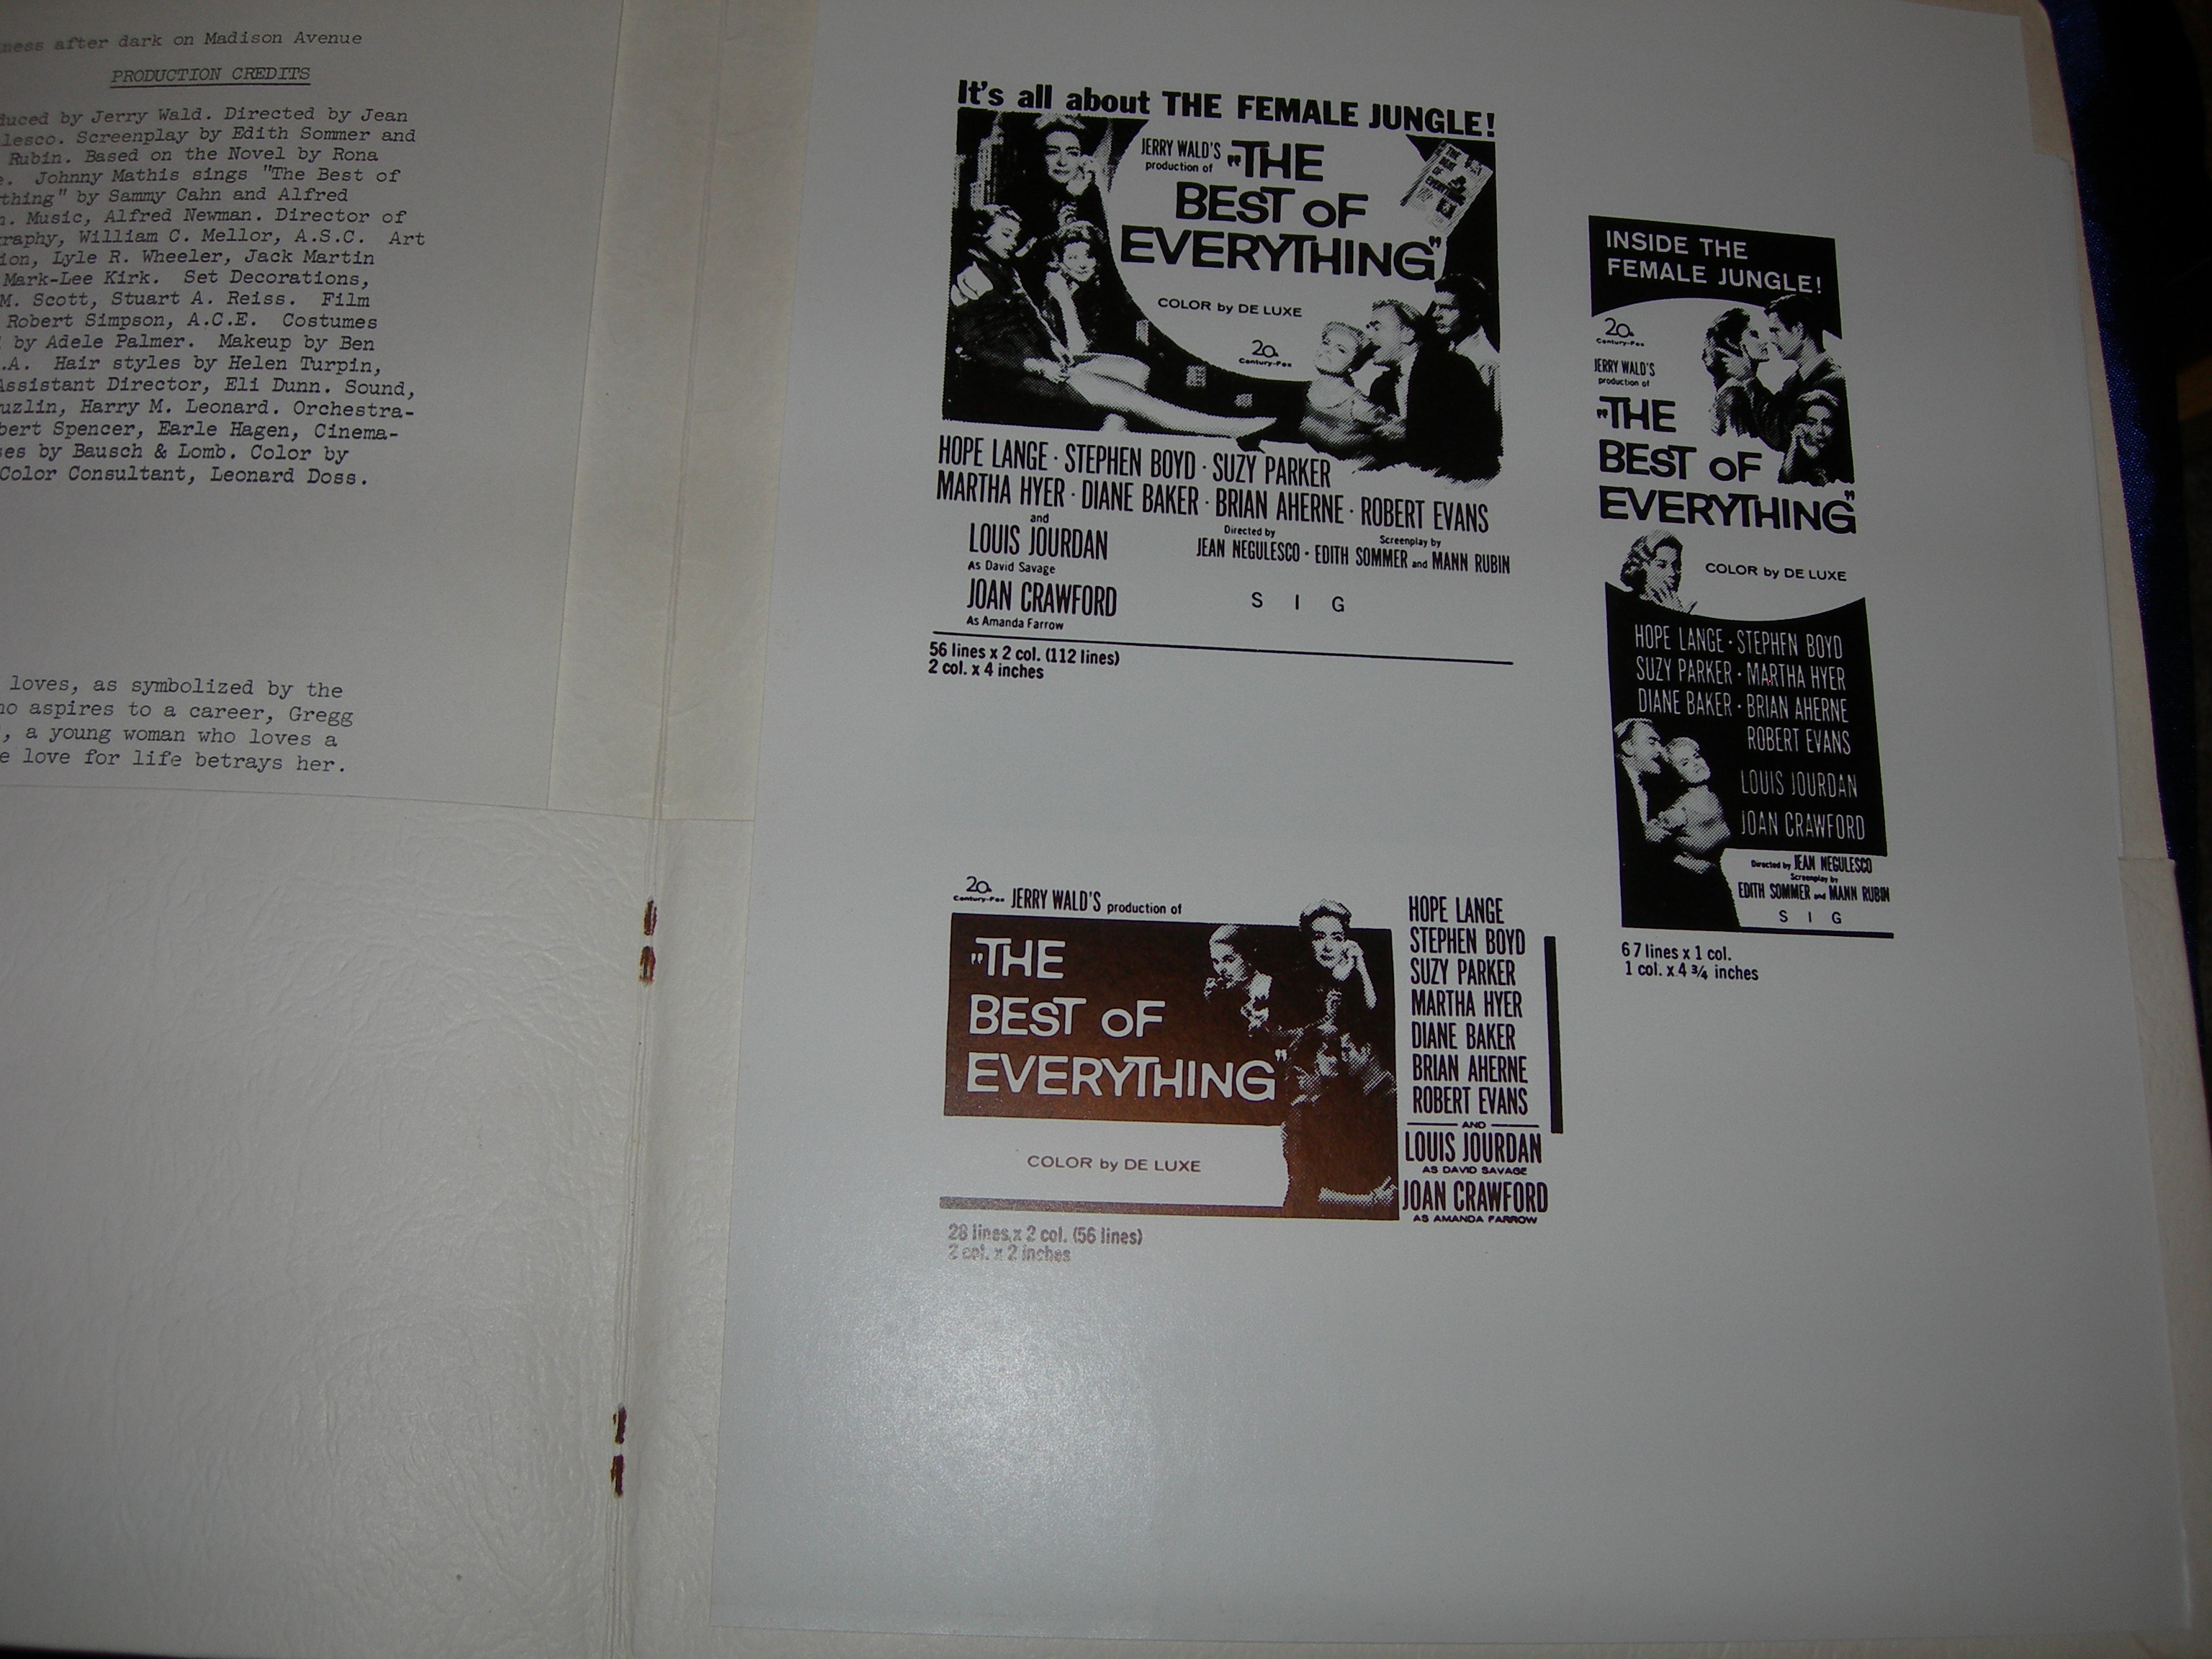 ness after dark on Madison Avenue
PRODUCTION CREDITS
duced by Jerry Wald. Directed by Jean
lesco. Screenplay by Edith Sommer and
Rubin. Based on the Novel by Rona
e. Johnny Mathis sings "The Best of
thing" by Sammy Cahn and Alfred
n. Music, Alfred Newman. Director of
raphy, William C. Mellor, A.S.C. Art
ion, Lyle R. Wheeler, Jack Martin
Mark-Lee Kirk. Set Decorations,
M. Scott, Stuart A. Reiss. Film
Robert Simpson, A.C.E. Costumes
by Adele Palmer. Makeup by Ben
.A. Hair styles by Helen Turpin,
Assistant Director, Eli Dunn. Sound,
uzlin, Harry M. Leonard. Orchestra-
bert Spencer, Earle Hagen, Cinema-
ses by Bausch & Lomb. Color by
Color Consultant, Leonard Doss.
loves, as symbolized by the
ho aspires to a career, Gregg
, a young woman who loves a
e love for life betrays her.
It's all about THE FEMALE JUNGLE!
JERRY WALD'S
production of
"THE
BEST OF
EVERYTHING"
COLOR by DE LUXE
20.
Century-Fox
HOPE LANGE · STEPHEN BOYD · SUZY PARKER
MARTHA HYER · DIANE BAKER · BRIAN AHERNE · ROBERT EVANS
and
LOUIS JOURDAN
As David Savage
JOAN CRAWFORD
As Amanda Farrow
Directed by Screenplay by
JEAN NEGULESCO · EDITH SOMMER and MANN RUBIN
S I G
56 lines x 2 col. (112 lines)
2 col. x 4 inches
INSIDE THE
FEMALE JUNGLE!
20.
Century-Fox
JERRY WALD'S
production of
"THE
BEST OF
EVERYTHING"
COLOR by DE LUXE
HOPE LANGE · STEPHEN BOYD
SUZY PARKER · MARTHA HYER
DIANE BAKER · BRIAN AHERNE
ROBERT EVANS
LOUIS JOURDAN
JOAN CRAWFORD
Directed by JEAN NEGULESCO
Screenplay by
EDITH SOMMER and MANN RUBIN
S I G
67 lines x 1 col.
1 col. x 4 3/4 inches
20.
Century-Fox JERRY WALD'S production of
"THE
BEST OF
EVERYTHING"
COLOR by DE LUXE
HOPE LANGE
STEPHEN BOYD
SUZY PARKER
MARTHA HYER
DIANE BAKER
BRIAN AHERNE
ROBERT EVANS
AND
LOUIS JOURDAN
AS DAVID SAVAGE
JOAN CRAWFORD
AS AMANDA FARROW
28 lines x 2 col. (56 lines)
2 col. x 2 inches